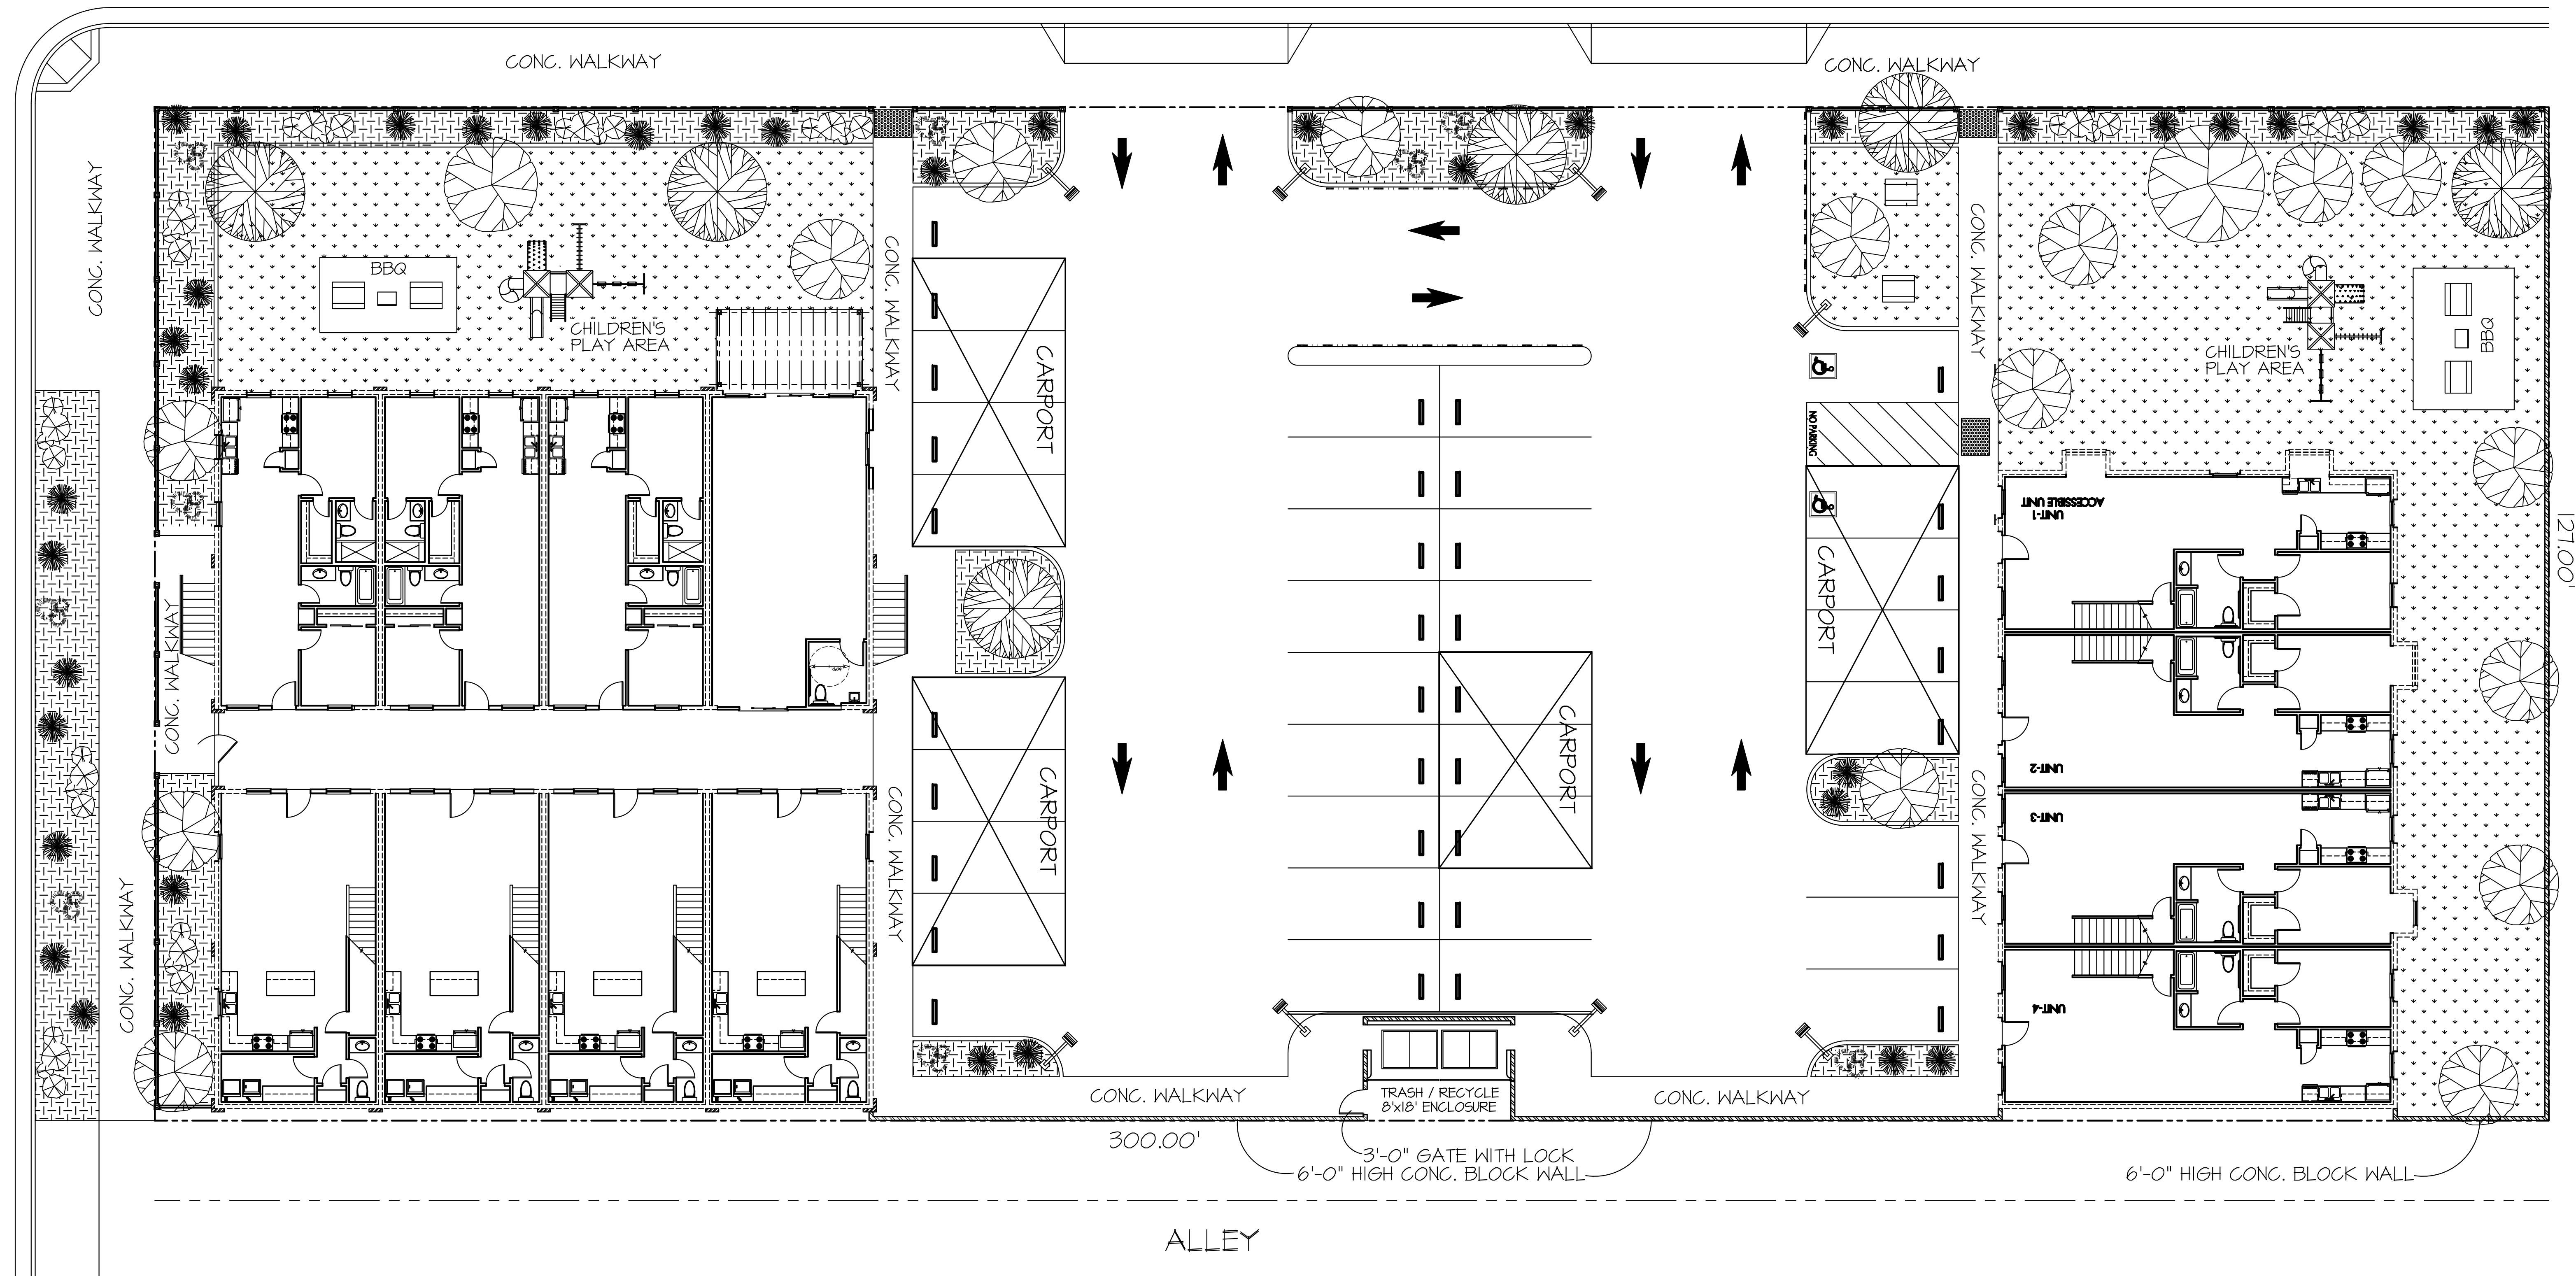 CONC. WALKWAY
CONC. WALKWAY
CONC. WALKWAY
CONC. WALKWAY
CONC. WALKWAY
BBQ
CHILDREN'S
PLAY AREA
CARPORT
CHILDREN'S
PLAY AREA
BBQ
NO PARKING
UNIT-1
ACCESSIBLE UNIT
127.00'
CARPORT
CONC. WALKWAY
CARPORT
CARPORT
UNIT-2
UNIT-3
CONC. WALKWAY
CONC. WALKWAY
CONC. WALKWAY
UNIT-4
CONC. WALKWAY
TRASH / RECYCLE
8'x18' ENCLOSURE
CONC. WALKWAY
300.00'
3'-0" GATE WITH LOCK
6'-0" HIGH CONC. BLOCK WALL
6'-0" HIGH CONC. BLOCK WALL
ALLEY